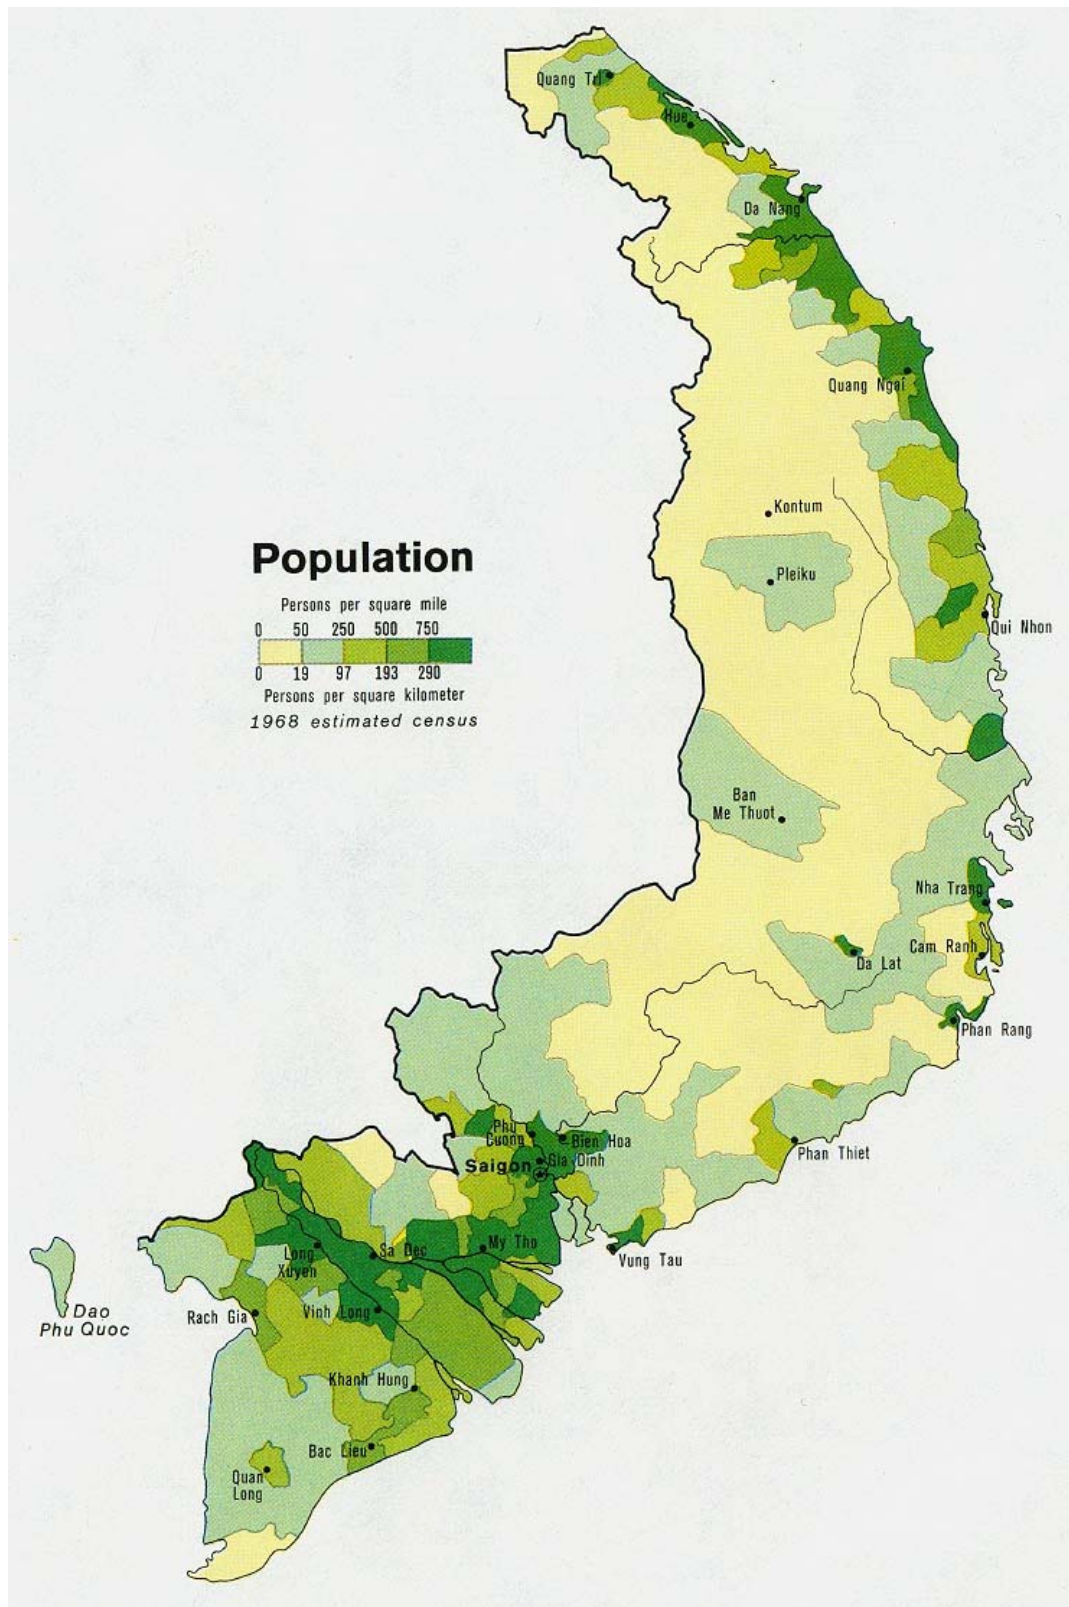 Quang Tri
Hue
Da Nang
Quang Ngai
Kontum
Pleiku
Qui Nhon
Population
Persons per square mile
0 50 250 500 750
0 19 97 193 290
Persons per square kilometer
1968 estimated census
Ban
Me Thuot
Nha Trang
Cam Ranh
Da Lat
Phan Rang
Phu
Cuong
Bien Hoa
Saigon
Gia Dinh
Phan Thiet
My Tho
Sa Dec
Long
Xuyen
Vung Tau
Dao
Phu Quoc
Rach Gia
Vinh Long
Khanh Hung
Bac Lieu
Quan
Long